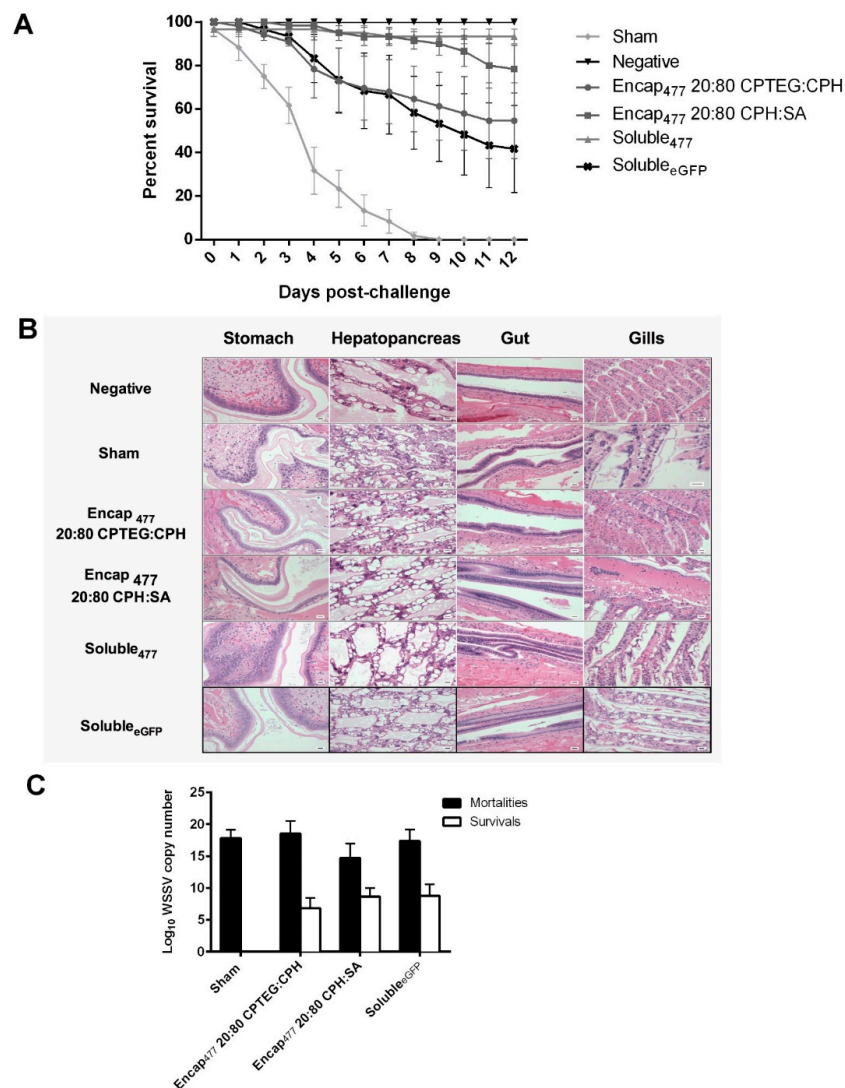 A
Percent survival
100
80
60
40
20
0
0 1 2 3 4 5 6 7 8 9 10 11 12
Days post-challenge
Sham
Negative
Encap477 20:80 CPTEG:CPH
Encap477 20:80 CPH:SA
Soluble477
SolubleeGFP
B
Stomach Hepatopancreas Gut Gills
Negative
Sham
Encap 477
20:80 CPTEG:CPH
Encap 477
20:80 CPH:SA
Soluble477
SolubleeGFP
C
Log10 WSSV copy number
25
20
15
10
5
0
Mortalities
Survivals
Sham
Encap477 20:80 CPTEG:CPH
Encap477 20:80 CPH:SA
SolubleeGFP